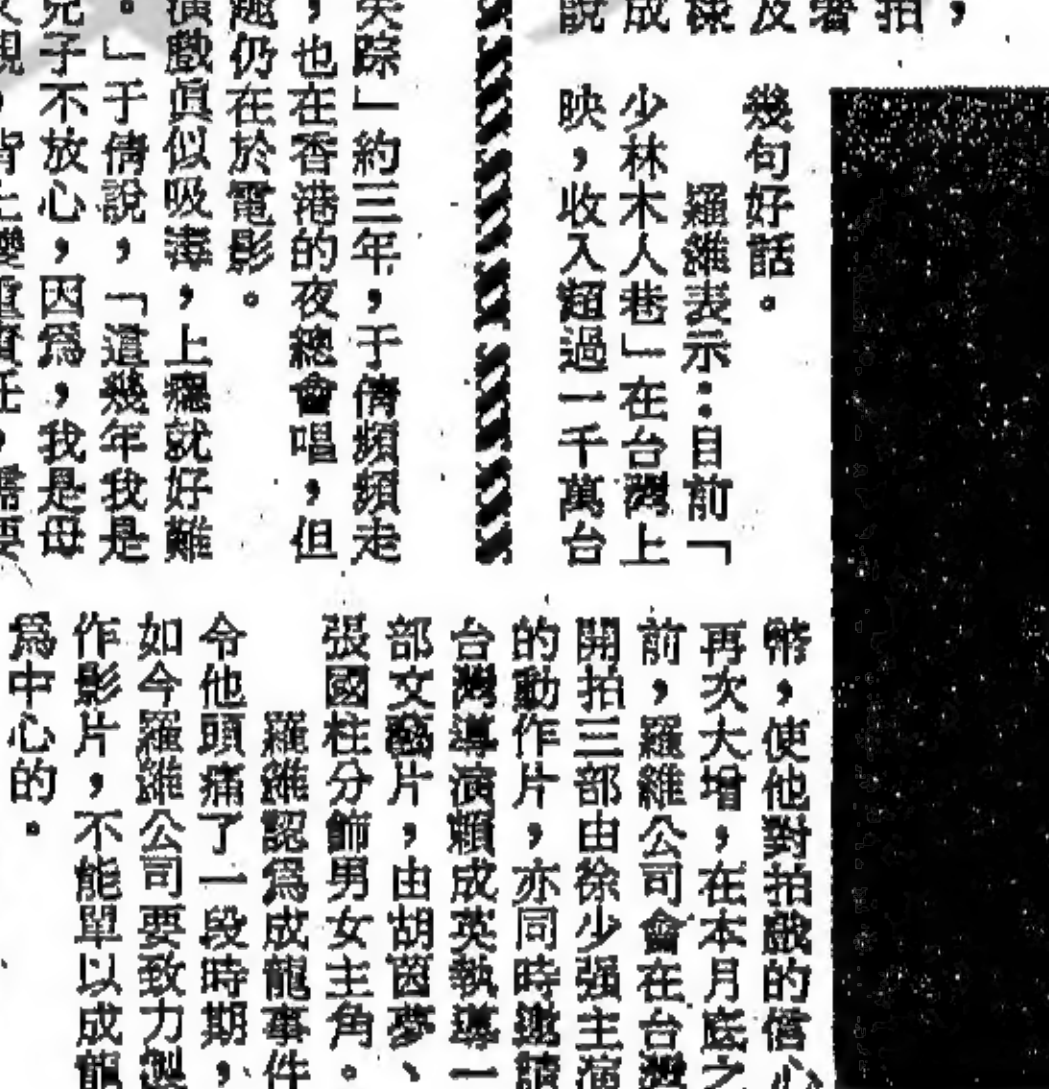 幾句好話。
羅維表示：目前「
少林木人巷」在台灣上
映，收入超過一千萬台
幣，使他對拍戲的信心
再次大增，在本月底之
前，羅維公司會在台灣
開拍三部由徐少强主演
的動作片，亦同時邀請
台灣導演賴成英執導一
部文藝片，由胡茵夢、
張國柱分飾男女主角。
羅維認爲成龍事件
令他頭痛了一段時期，
如今羅維公司要致力製
作影片，不能單以成龍
爲中心的。
失踪」約三年，于倩頻頻走
，也在香港的夜總會唱，但
趣仍在於電影。
演戲眞似吸毒，上癮就好難
。」于倩說，「這幾年我是
兒子不放心，因爲，我是母